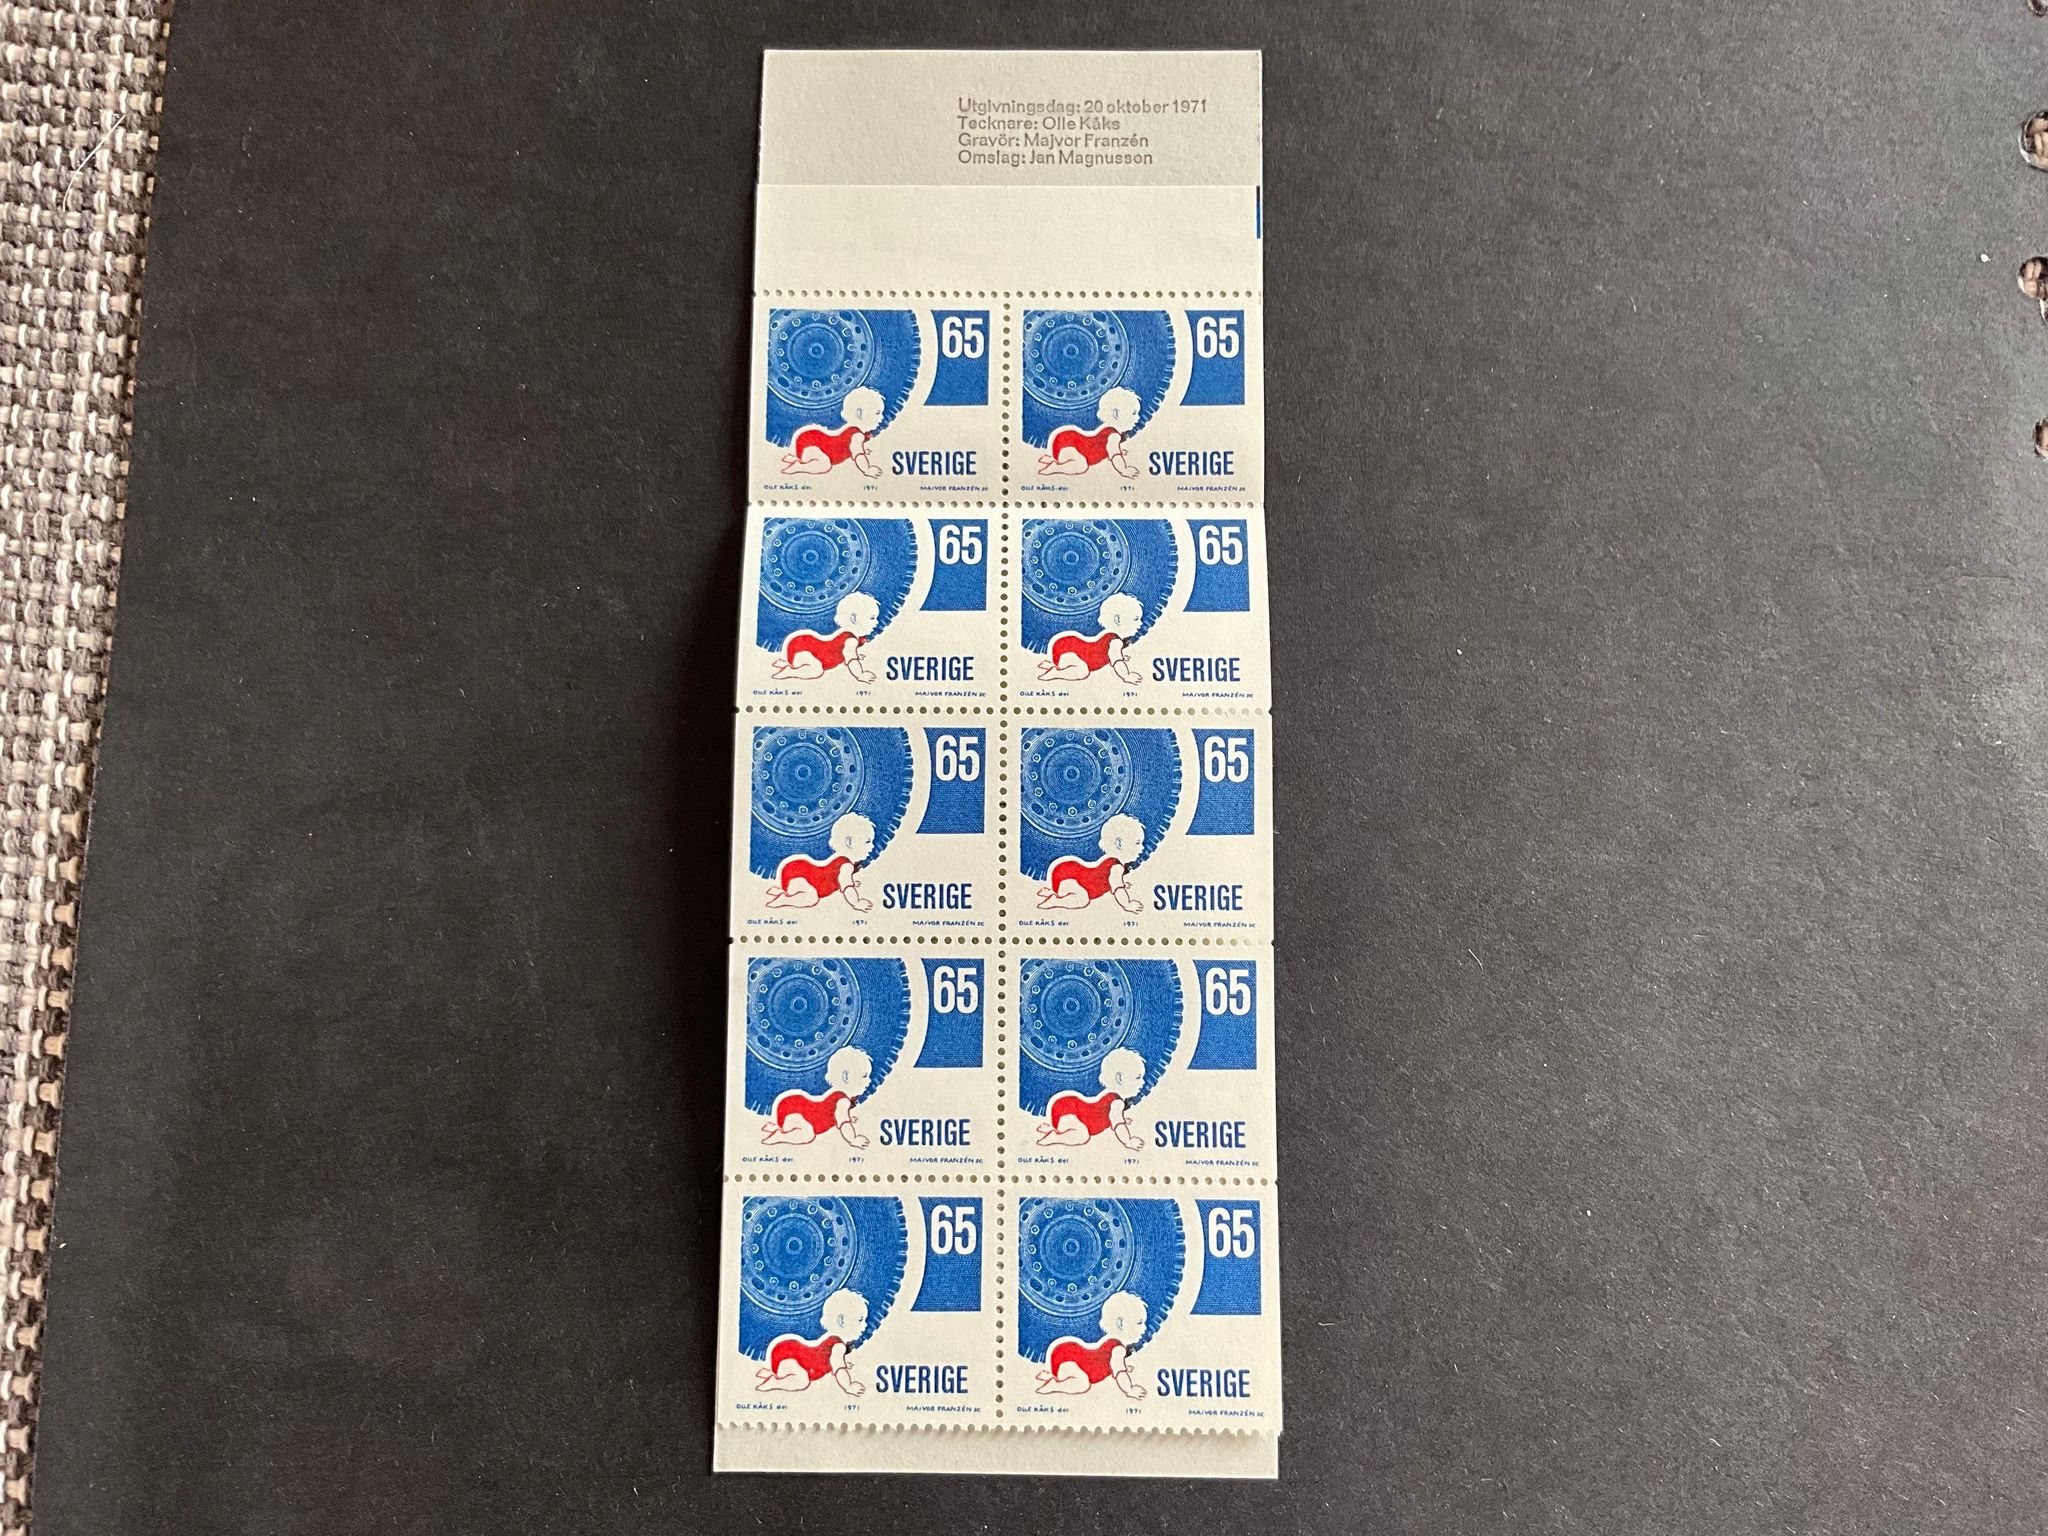 Utgivningsdag: 20 oktober 1971
Tecknare: Olle Kåks
Gravör: Majvor Franzén
Omslag: Jan Magnusson
65 65
SVERIGE SVERIGE
OLLE KÅKS del 1971 MAJVOR FRANZÉN SC OLLE KÅKS del 1971 MAJVOR FRANZÉN SC
65 65
SVERIGE SVERIGE
OLLE KÅKS del 1971 MAJVOR FRANZÉN SC OLLE KÅKS del 1971 MAJVOR FRANZÉN SC
65 65
SVERIGE SVERIGE
OLLE KÅKS del 1971 MAJVOR FRANZÉN SC OLLE KÅKS del 1971 MAJVOR FRANZÉN SC
65 65
SVERIGE SVERIGE
OLLE KÅKS del 1971 MAJVOR FRANZÉN SC OLLE KÅKS del 1971 MAJVOR FRANZÉN SC
65 65
SVERIGE SVERIGE
OLLE KÅKS del 1971 MAJVOR FRANZÉN SC OLLE KÅKS del 1971 MAJVOR FRANZÉN SC